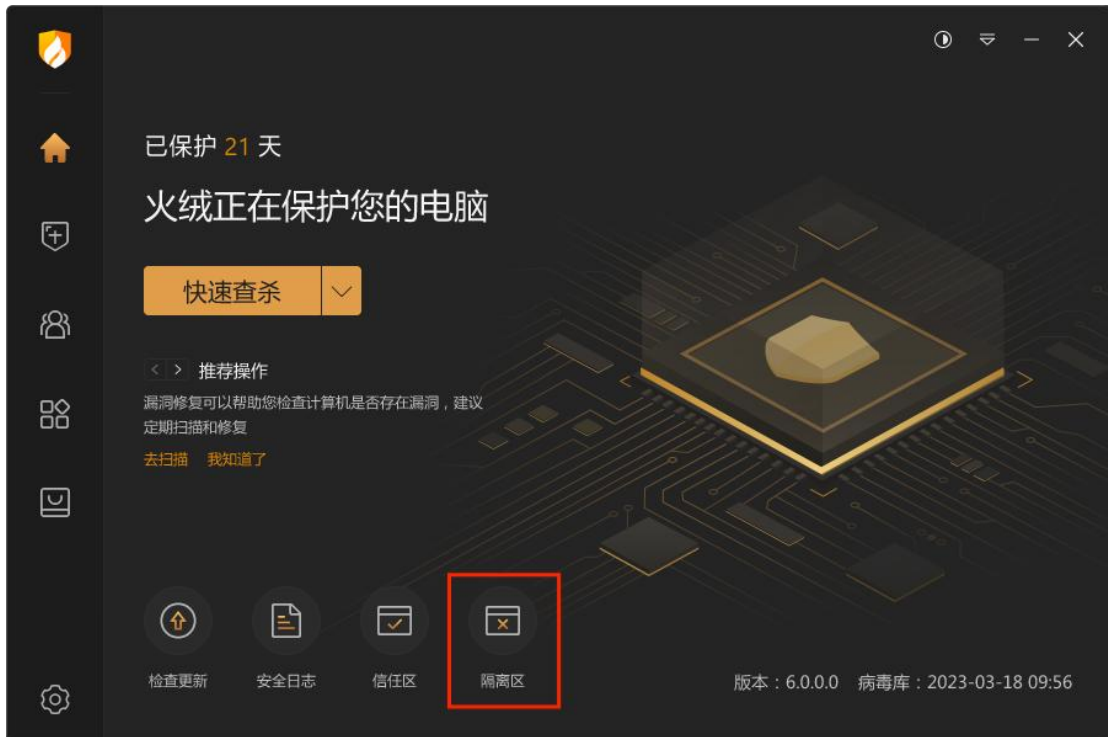 已保护 21 天
火绒正在保护您的电脑
快速查杀
推荐操作
漏洞修复可以帮助您检查计算机是否存在漏洞，建议
定期扫描和修复
去扫描 我知道了
检查更新 安全日志 信任区 隔离区
版本：6.0.0.0 病毒库：2023-03-18 09:56